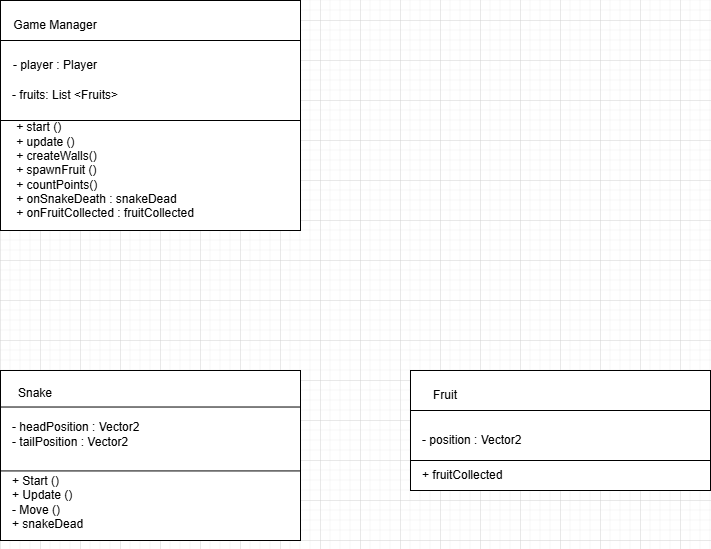 Game Manager
- player : Player
- fruits: List <Fruits>
+ start ()
+ update ()
+ createWalls()
+ spawnFruit ()
+ countPoints()
+ onSnakeDeath : snakeDead
+ onFruitCollected : fruitCollected
Snake
- headPosition : Vector2
- tailPosition : Vector2
+ Start ()
+ Update ()
- Move ()
+ snakeDead
Fruit
- position : Vector2
+ fruitCollected